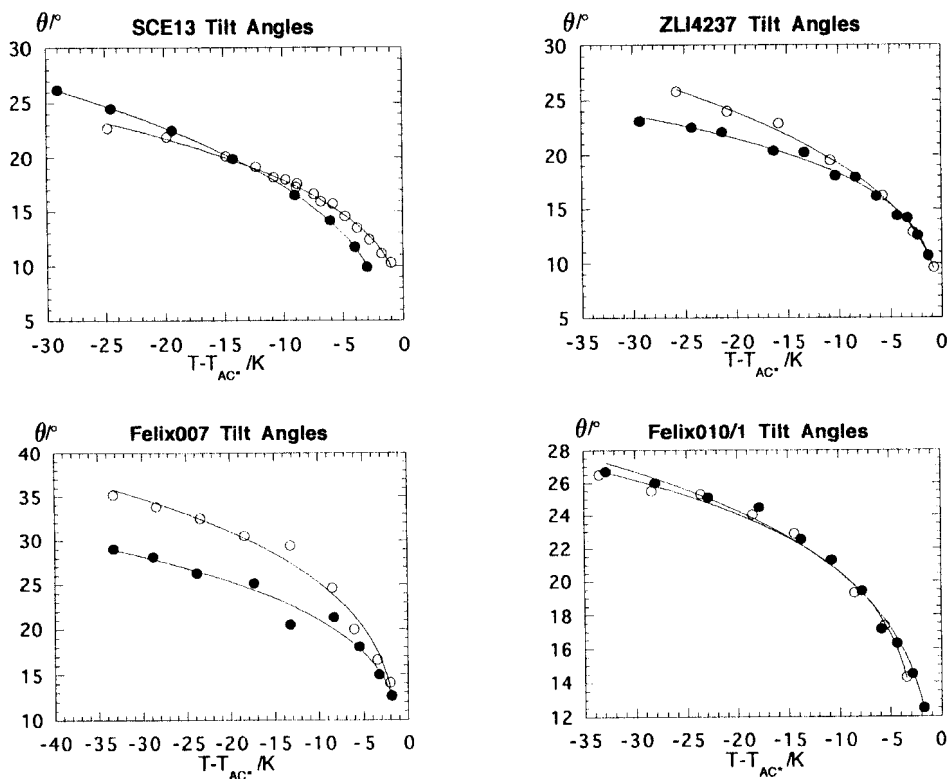 SCE13 Tilt Angles
θ/°
30
25
20
15
10
5
-30 -25 -20 -15 -10 -5 0
T-T_AC* /K
ZLI4237 Tilt Angles
θ/°
30
25
20
15
10
5
-35 -30 -25 -20 -15 -10 -5 0
T-T_AC* /K
Felix007 Tilt Angles
θ/°
40
35
30
25
20
15
10
-40 -35 -30 -25 -20 -15 -10 -5 0
T-T_AC* /K
Felix010/1 Tilt Angles
θ/°
28
26
24
22
20
18
16
14
12
-35 -30 -25 -20 -15 -10 -5 0
T-T_AC* /K